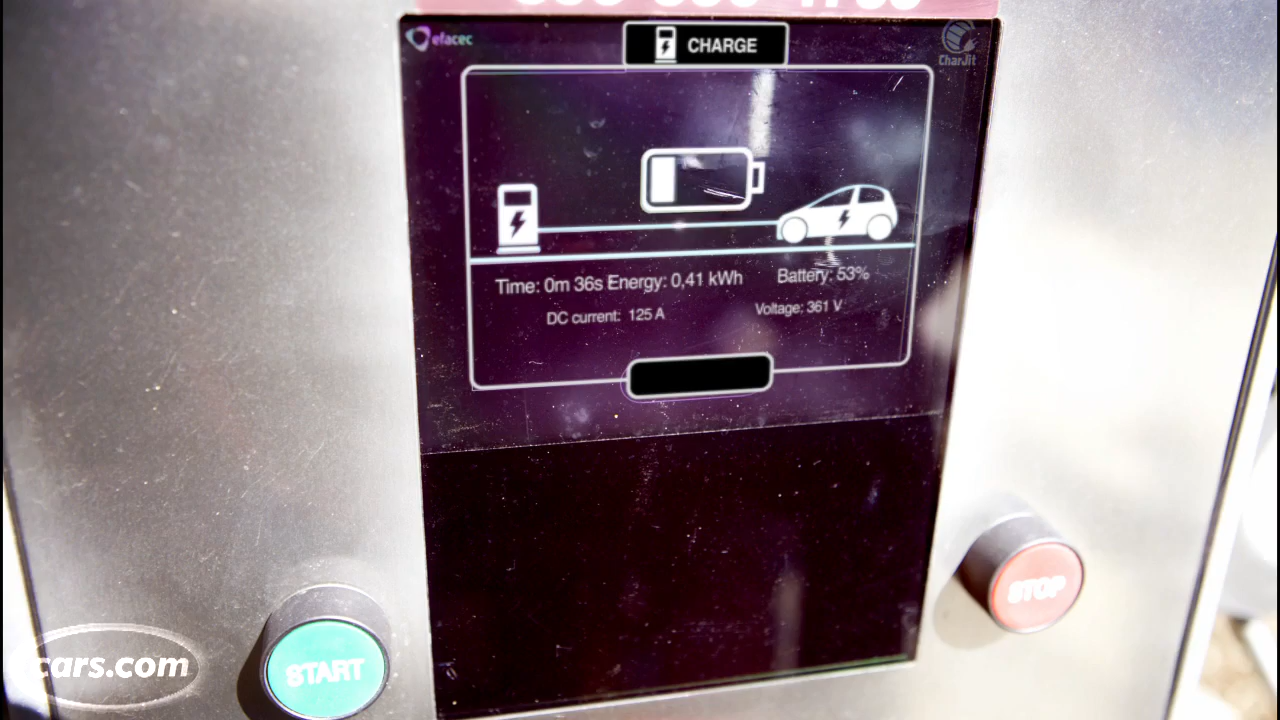 efacec
CHARGE
CharJit
Time: 0m 36s Energy: 0,41 kWh Battery: 53%
DC current: 125 A Voltage: 361 V
STOP
START
cars.com